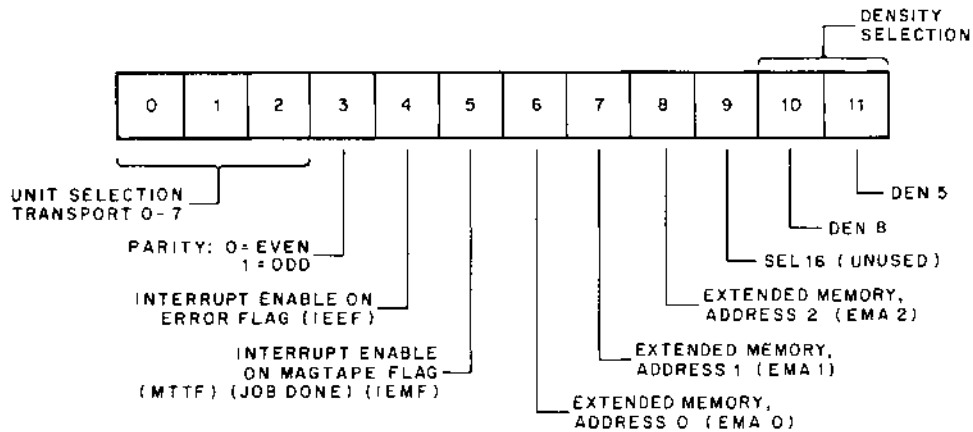 DENSITY
SELECTION
0 1 2 3 4 5 6 7 8 9 10 11
UNIT SELECTION
TRANSPORT 0-7
PARITY: 0 = EVEN
1 = ODD
INTERRUPT ENABLE ON
ERROR FLAG (IEEF)
INTERRUPT ENABLE
ON MAGTAPE FLAG
(MTTF) (JOB DONE) (IEMF)
DEN 5
DEN 8
SEL 16 (UNUSED)
EXTENDED MEMORY,
ADDRESS 2 (EMA 2)
EXTENDED MEMORY,
ADDRESS 1 (EMA 1)
EXTENDED MEMORY,
ADDRESS 0 (EMA 0)